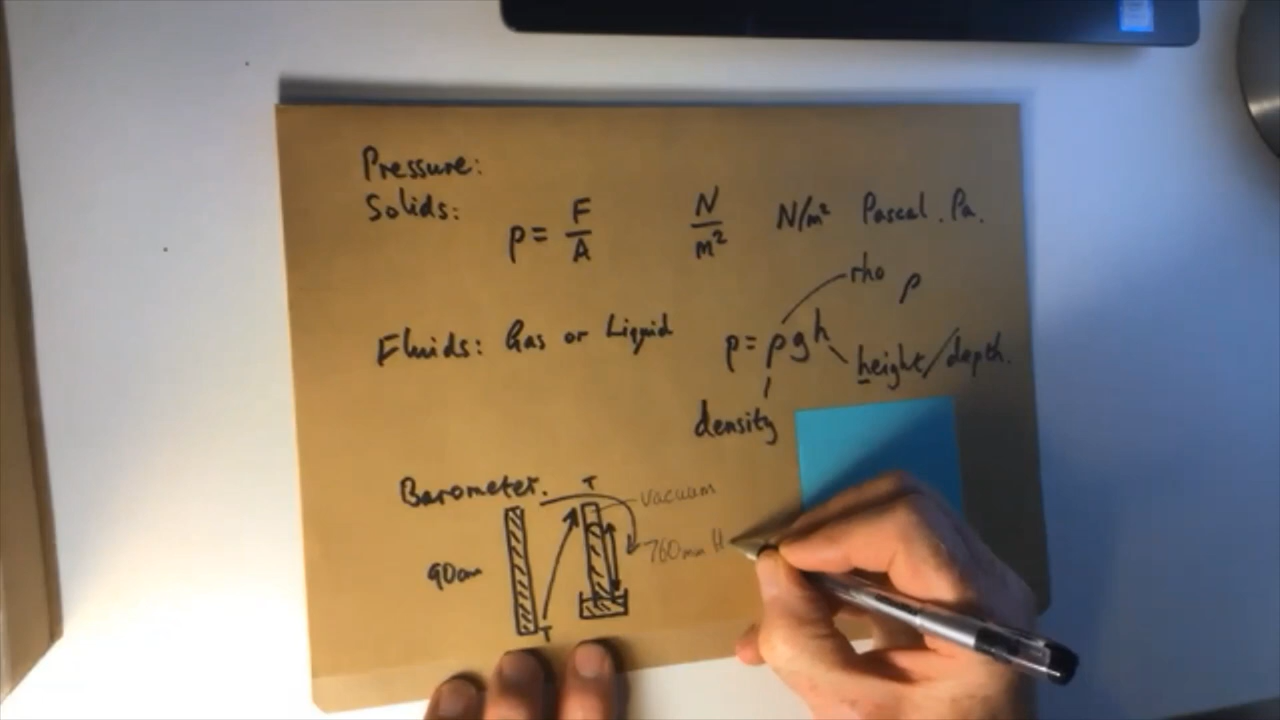 Pressure:
Solids: p = F/A N/m² N/m² Pascal. Pa.
rho ρ
Fluids: Gas or Liquid p = ρgh
height/depth.
density
Barometer. T vacuum
760mm H
90cm
T